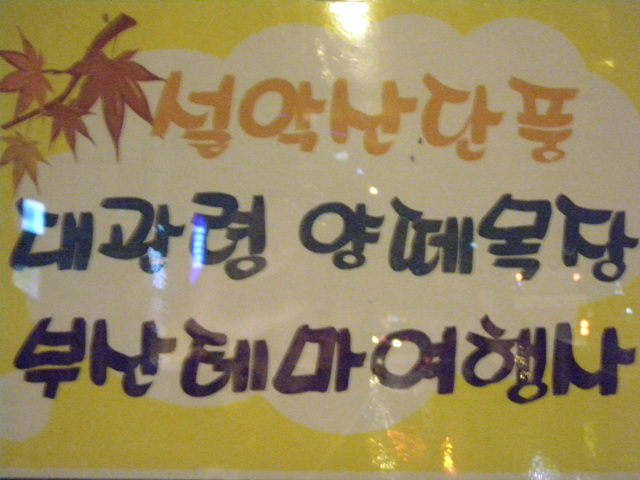 설악산단풍
대관령 양떼목장
부산테마여행사